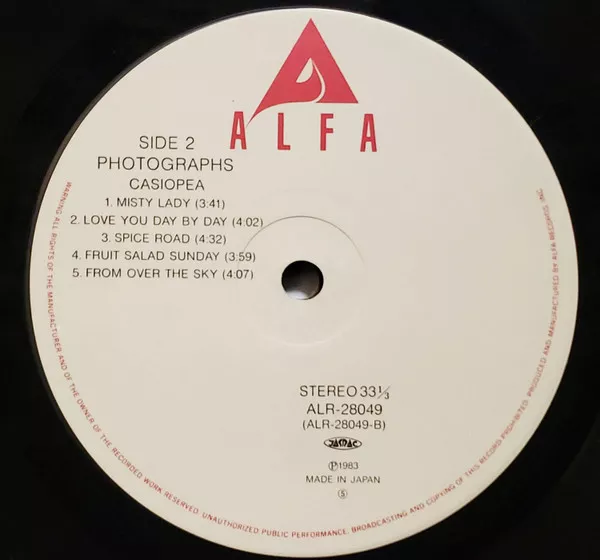 ALFA
SIDE 2
PHOTOGRAPHS
CASIOPEA
1. MISTY LADY (3:41)
2. LOVE YOU DAY BY DAY (4:02)
3. SPICE ROAD (4:32)
4. FRUIT SALAD SUNDAY (3:59)
5. FROM OVER THE SKY (4:07)
STEREO 33 1/3
ALR-28049
(ALR-28049-B)
JASRAC
Ⓟ1983
MADE IN JAPAN
Ⓢ
WARNING: ALL RIGHTS OF THE MANUFACTURER AND OF THE OWNER OF THE RECORDED WORK RESERVED. UNAUTHORIZED PUBLIC PERFORMANCE, BROADCASTING AND COPYING OF THIS RECORD PROHIBITED. PRODUCED AND MANUFACTURED BY ALFA RECORDS, INC.